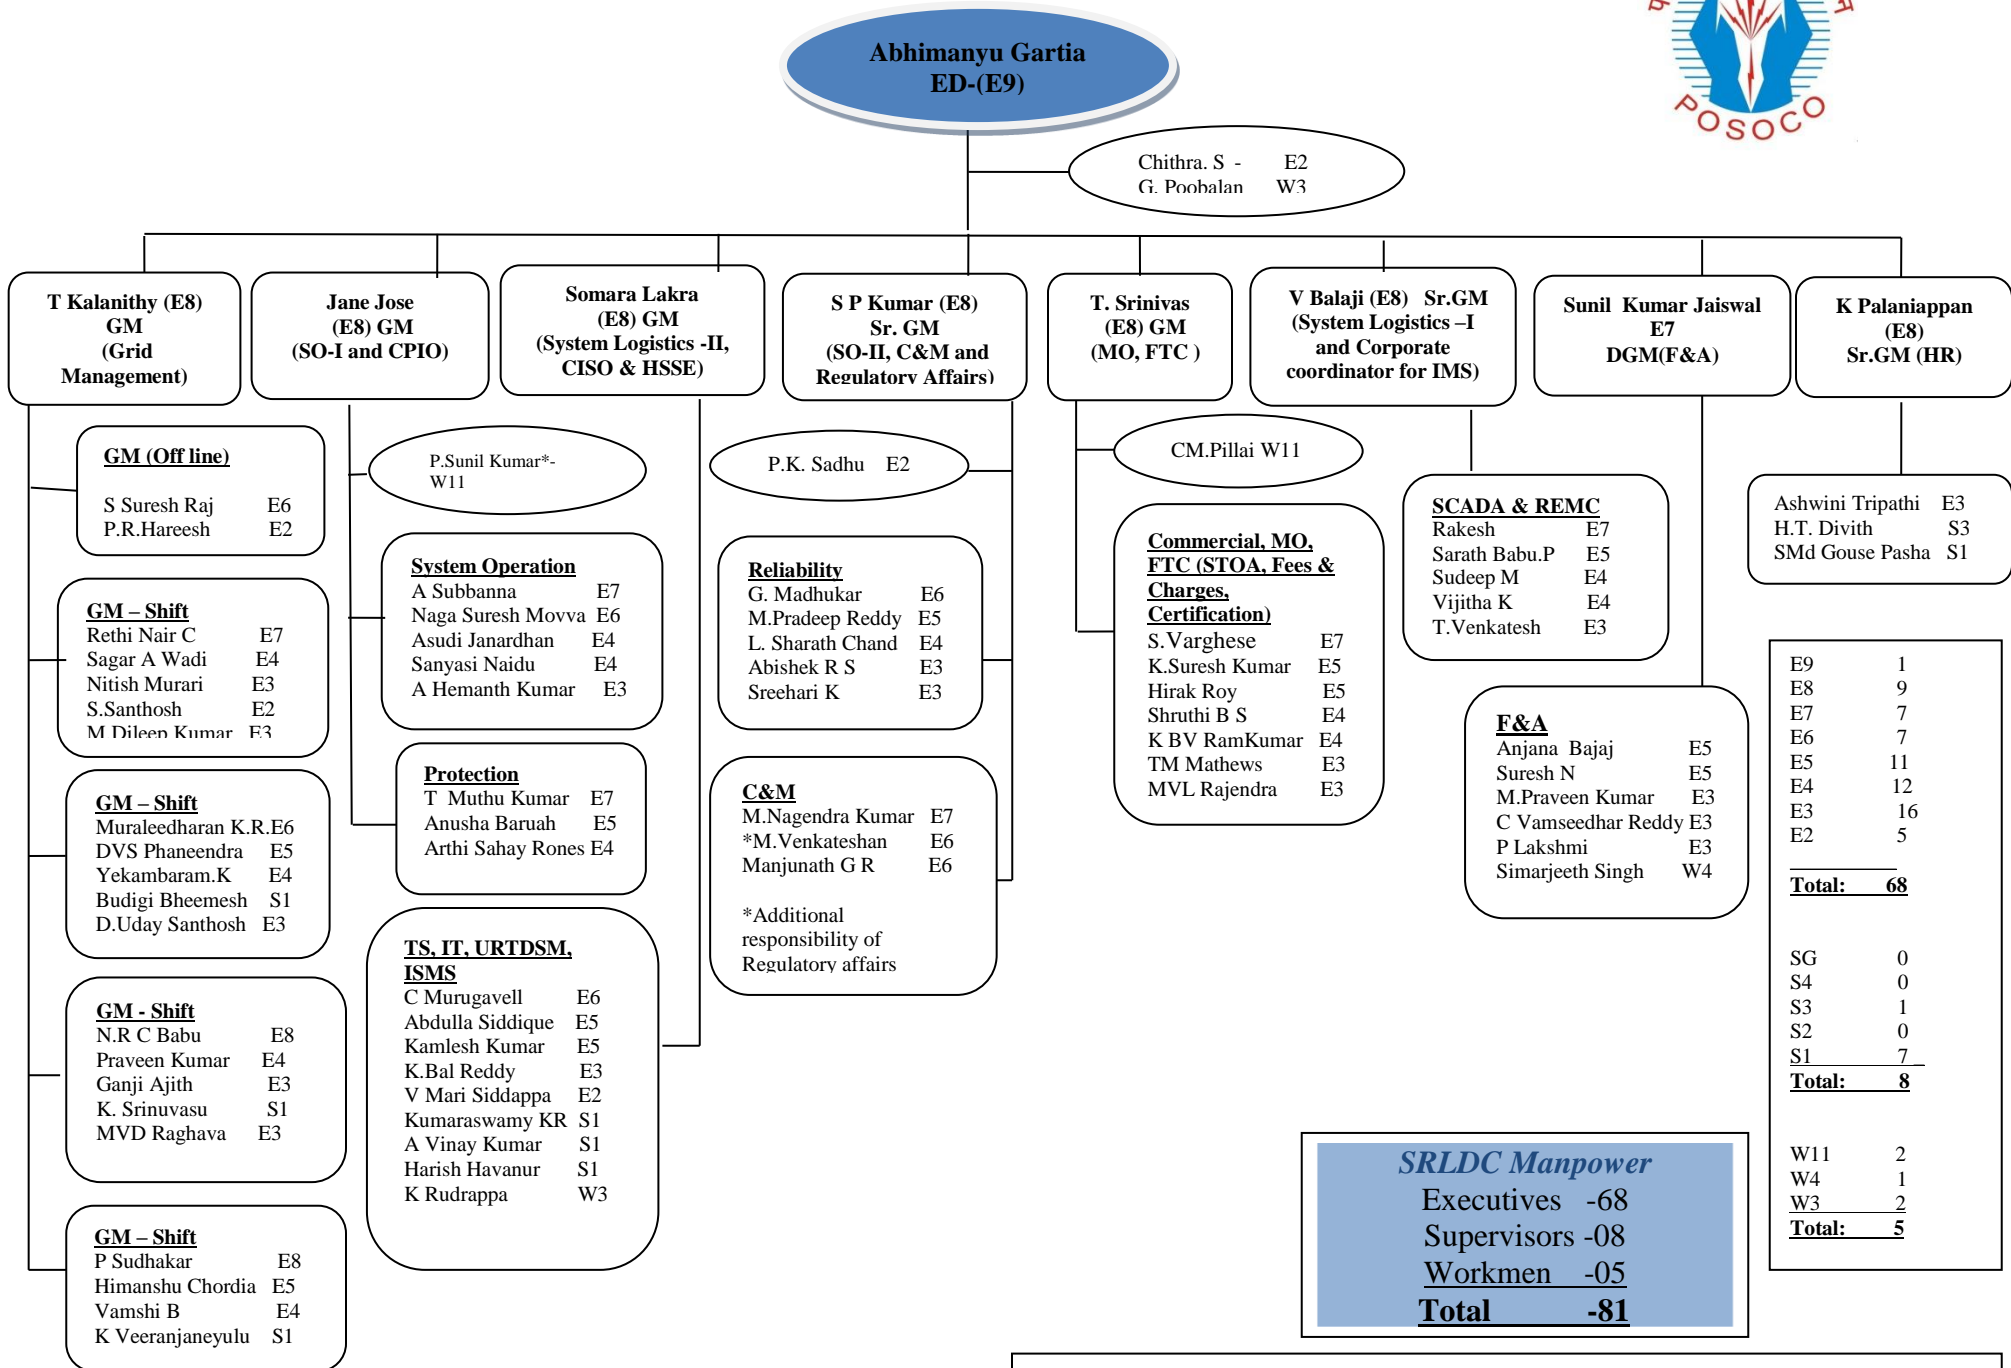 Abhimanyu Gartia
ED-(E9)
POSOCO
Chithra. S - E2
G. Poobalan W3
T Kalanithy (E8)
GM
(Grid
Management)
Jane Jose
(E8) GM
(SO-I and CPIO)
Somara Lakra
(E8) GM
(System Logistics -II,
CISO & HSSE)
S P Kumar (E8)
Sr. GM
(SO-II, C&M and
Regulatory Affairs)
T. Srinivas
(E8) GM
(MO, FTC )
V Balaji (E8) Sr.GM
(System Logistics –I
and Corporate
coordinator for IMS)
Sunil Kumar Jaiswal
E7
DGM(F&A)
K Palaniappan
(E8)
Sr.GM (HR)
GM (Off line)
S Suresh Raj E6
P.R.Hareesh E2
GM – Shift
Rethi Nair C E7
Sagar A Wadi E4
Nitish Murari E3
S.Santhosh E2
M Dileep Kumar E3
GM – Shift
Muraleedharan K.R.E6
DVS Phaneendra E5
Yekambaram.K E4
Budigi Bheemesh S1
D.Uday Santhosh E3
GM - Shift
N.R C Babu E8
Praveen Kumar E4
Ganji Ajith E3
K. Srinuvasu S1
MVD Raghava E3
GM – Shift
P Sudhakar E8
Himanshu Chordia E5
Vamshi B E4
K Veeranjaneyulu S1
P.Sunil Kumar*-
W11
System Operation
A Subbanna E7
Naga Suresh Movva E6
Asudi Janardhan E4
Sanyasi Naidu E4
A Hemanth Kumar E3
Protection
T Muthu Kumar E7
Anusha Baruah E5
Arthi Sahay Rones E4
TS, IT, URTDSM,
ISMS
C Murugavell E6
Abdulla Siddique E5
Kamlesh Kumar E5
K.Bal Reddy E3
V Mari Siddappa E2
Kumaraswamy KR S1
A Vinay Kumar S1
Harish Havanur S1
K Rudrappa W3
P.K. Sadhu E2
Reliability
G. Madhukar E6
M.Pradeep Reddy E5
L. Sharath Chand E4
Abishek R S E3
Sreehari K E3
C&M
M.Nagendra Kumar E7
*M.Venkateshan E6
Manjunath G R E6
*Additional
responsibility of
Regulatory affairs
CM.Pillai W11
Commercial, MO,
FTC (STOA, Fees &
Charges,
Certification)
S.Varghese E7
K.Suresh Kumar E5
Hirak Roy E5
Shruthi B S E4
K BV RamKumar E4
TM Mathews E3
MVL Rajendra E3
SCADA & REMC
Rakesh E7
Sarath Babu.P E5
Sudeep M E4
Vijitha K E4
T.Venkatesh E3
F&A
Anjana Bajaj E5
Suresh N E5
M.Praveen Kumar E3
C Vamseedhar Reddy E3
P Lakshmi E3
Simarjeeth Singh W4
Ashwini Tripathi E3
H.T. Divith S3
SMd Gouse Pasha S1
E9 1
E8 9
E7 7
E6 7
E5 11
E4 12
E3 16
E2 5
Total: 68
SG 0
S4 0
S3 1
S2 0
S1 7
Total: 8
W11 2
W4 1
W3 2
Total: 5
SRLDC Manpower
Executives -68
Supervisors -08
Workmen -05
Total -81